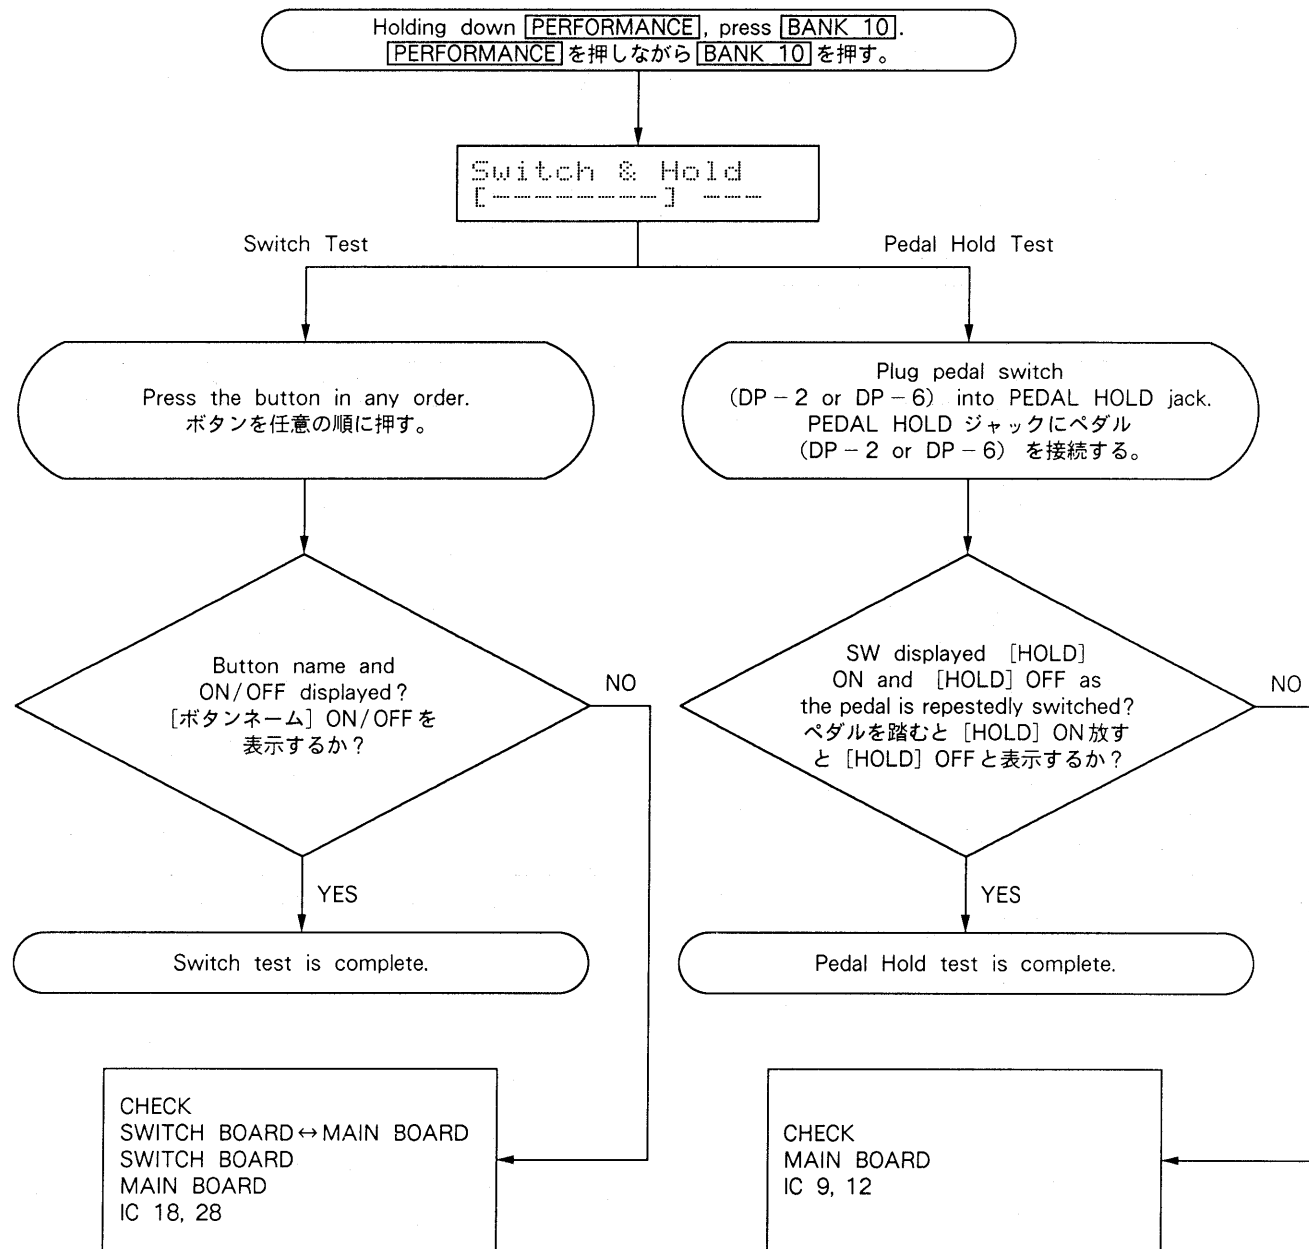 Holding down PERFORMANCE, press BANK 10.
PERFORMANCE を押しながら BANK 10 を押す。
Switch & Hold
[--------] ---
Switch Test
Pedal Hold Test
Press the button in any order.
ボタンを任意の順に押す。
Plug pedal switch
(DP－2 or DP－6) into PEDAL HOLD jack.
PEDAL HOLD ジャックにペダル
(DP－2 or DP－6) を接続する。
Button name and
ON/OFF displayed?
[ボタンネーム] ON/OFFを
表示するか？
NO
SW displayed [HOLD]
ON and [HOLD] OFF as
the pedal is repestedly switched?
ペダルを踏むと [HOLD] ON放す
と [HOLD] OFFと表示するか？
NO
YES
YES
Switch test is complete.
Pedal Hold test is complete.
CHECK
SWITCH BOARD↔MAIN BOARD
SWITCH BOARD
MAIN BOARD
IC 18, 28
CHECK
MAIN BOARD
IC 9, 12